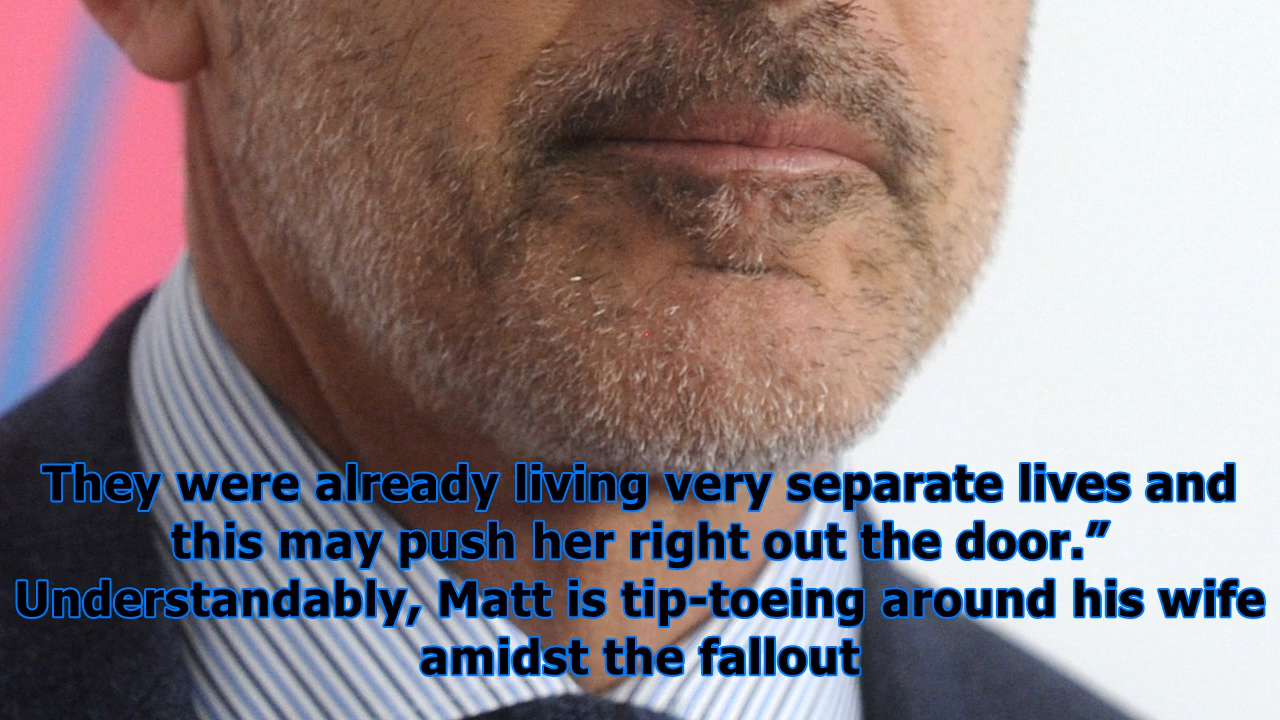 They were already living very separate lives and
this may push her right out the door.”
Understandably, Matt is tip-toeing around his wife
amidst the fallout